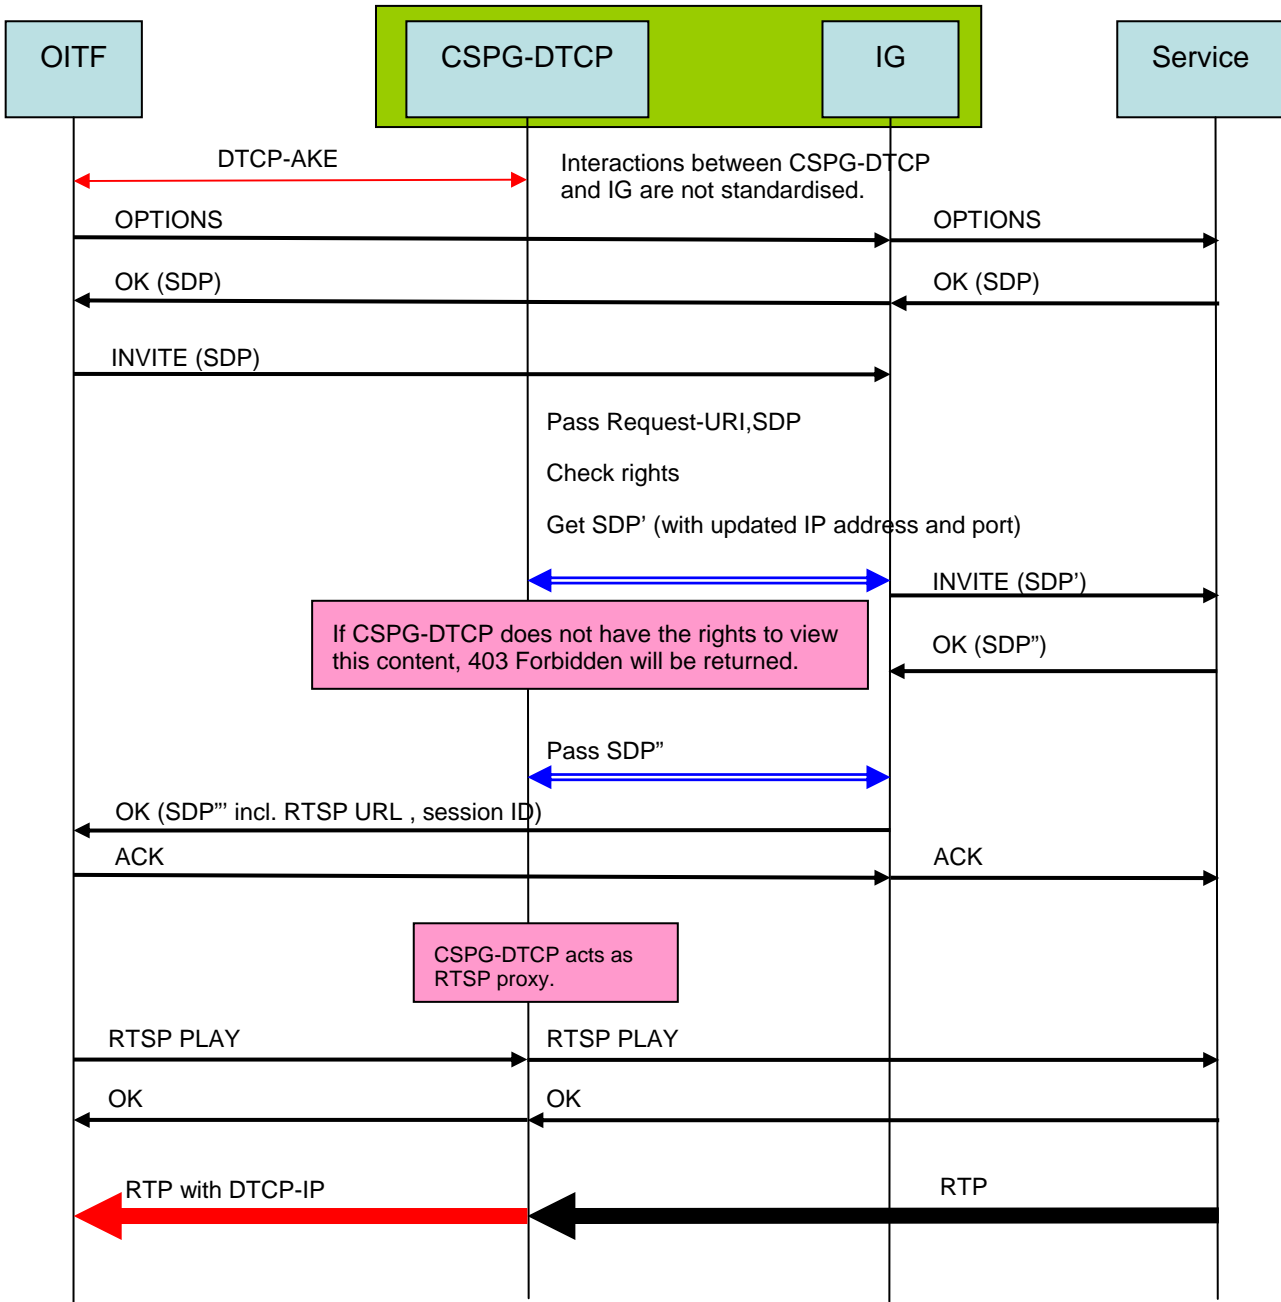 OITF
CSPG-DTCP
IG
Service
DTCP-AKE
Interactions between CSPG-DTCP
and IG are not standardised.
OPTIONS
OPTIONS
OK (SDP)
OK (SDP)
INVITE (SDP)
Pass Request-URI,SDP
Check rights
Get SDP’ (with updated IP address and port)
INVITE (SDP’)
If CSPG-DTCP does not have the rights to view
this content, 403 Forbidden will be returned.
OK (SDP”)
Pass SDP”
OK (SDP”’ incl. RTSP URL , session ID)
ACK
ACK
CSPG-DTCP acts as
RTSP proxy.
RTSP PLAY
RTSP PLAY
OK
OK
RTP with DTCP-IP
RTP